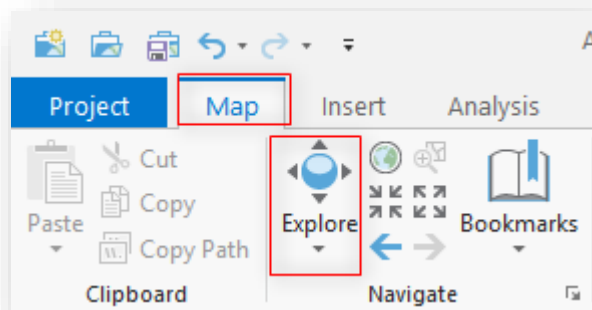 A
Project Map Insert Analysis
Cut
Copy
Paste
Copy Path
Explore
Bookmarks
Clipboard
Navigate